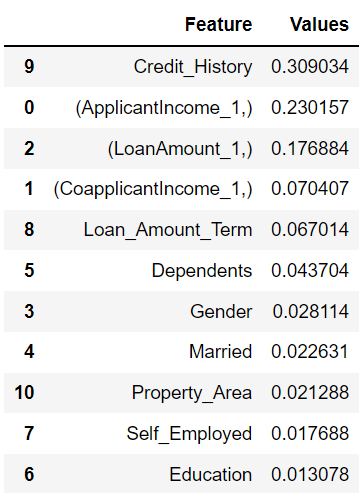 Feature Values
9 Credit_History 0.309034
0 (ApplicantIncome_1,) 0.230157
2 (LoanAmount_1,) 0.176884
1 (CoapplicantIncome_1,) 0.070407
8 Loan_Amount_Term 0.067014
5 Dependents 0.043704
3 Gender 0.028114
4 Married 0.022631
10 Property_Area 0.021288
7 Self_Employed 0.017688
6 Education 0.013078